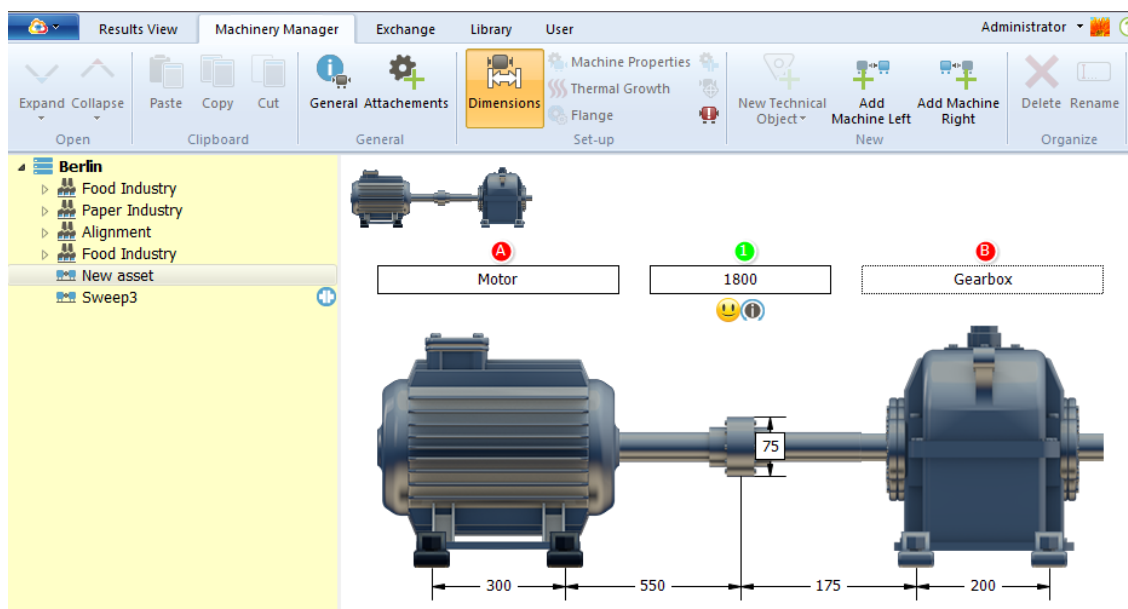 Results View Machinery Manager Exchange Library User Administrator
Expand Collapse Paste Copy Cut General Attachements Dimensions
Machine Properties
Thermal Growth
Flange
New Technical Object Add Machine Left Add Machine Right Delete Rename
Open Clipboard General Set-up New Organize
Berlin
Food Industry
Paper Industry
Alignment
Food Industry
New asset
Sweep3
A 1 B
Motor 1800 Gearbox
75
300 550 175 200